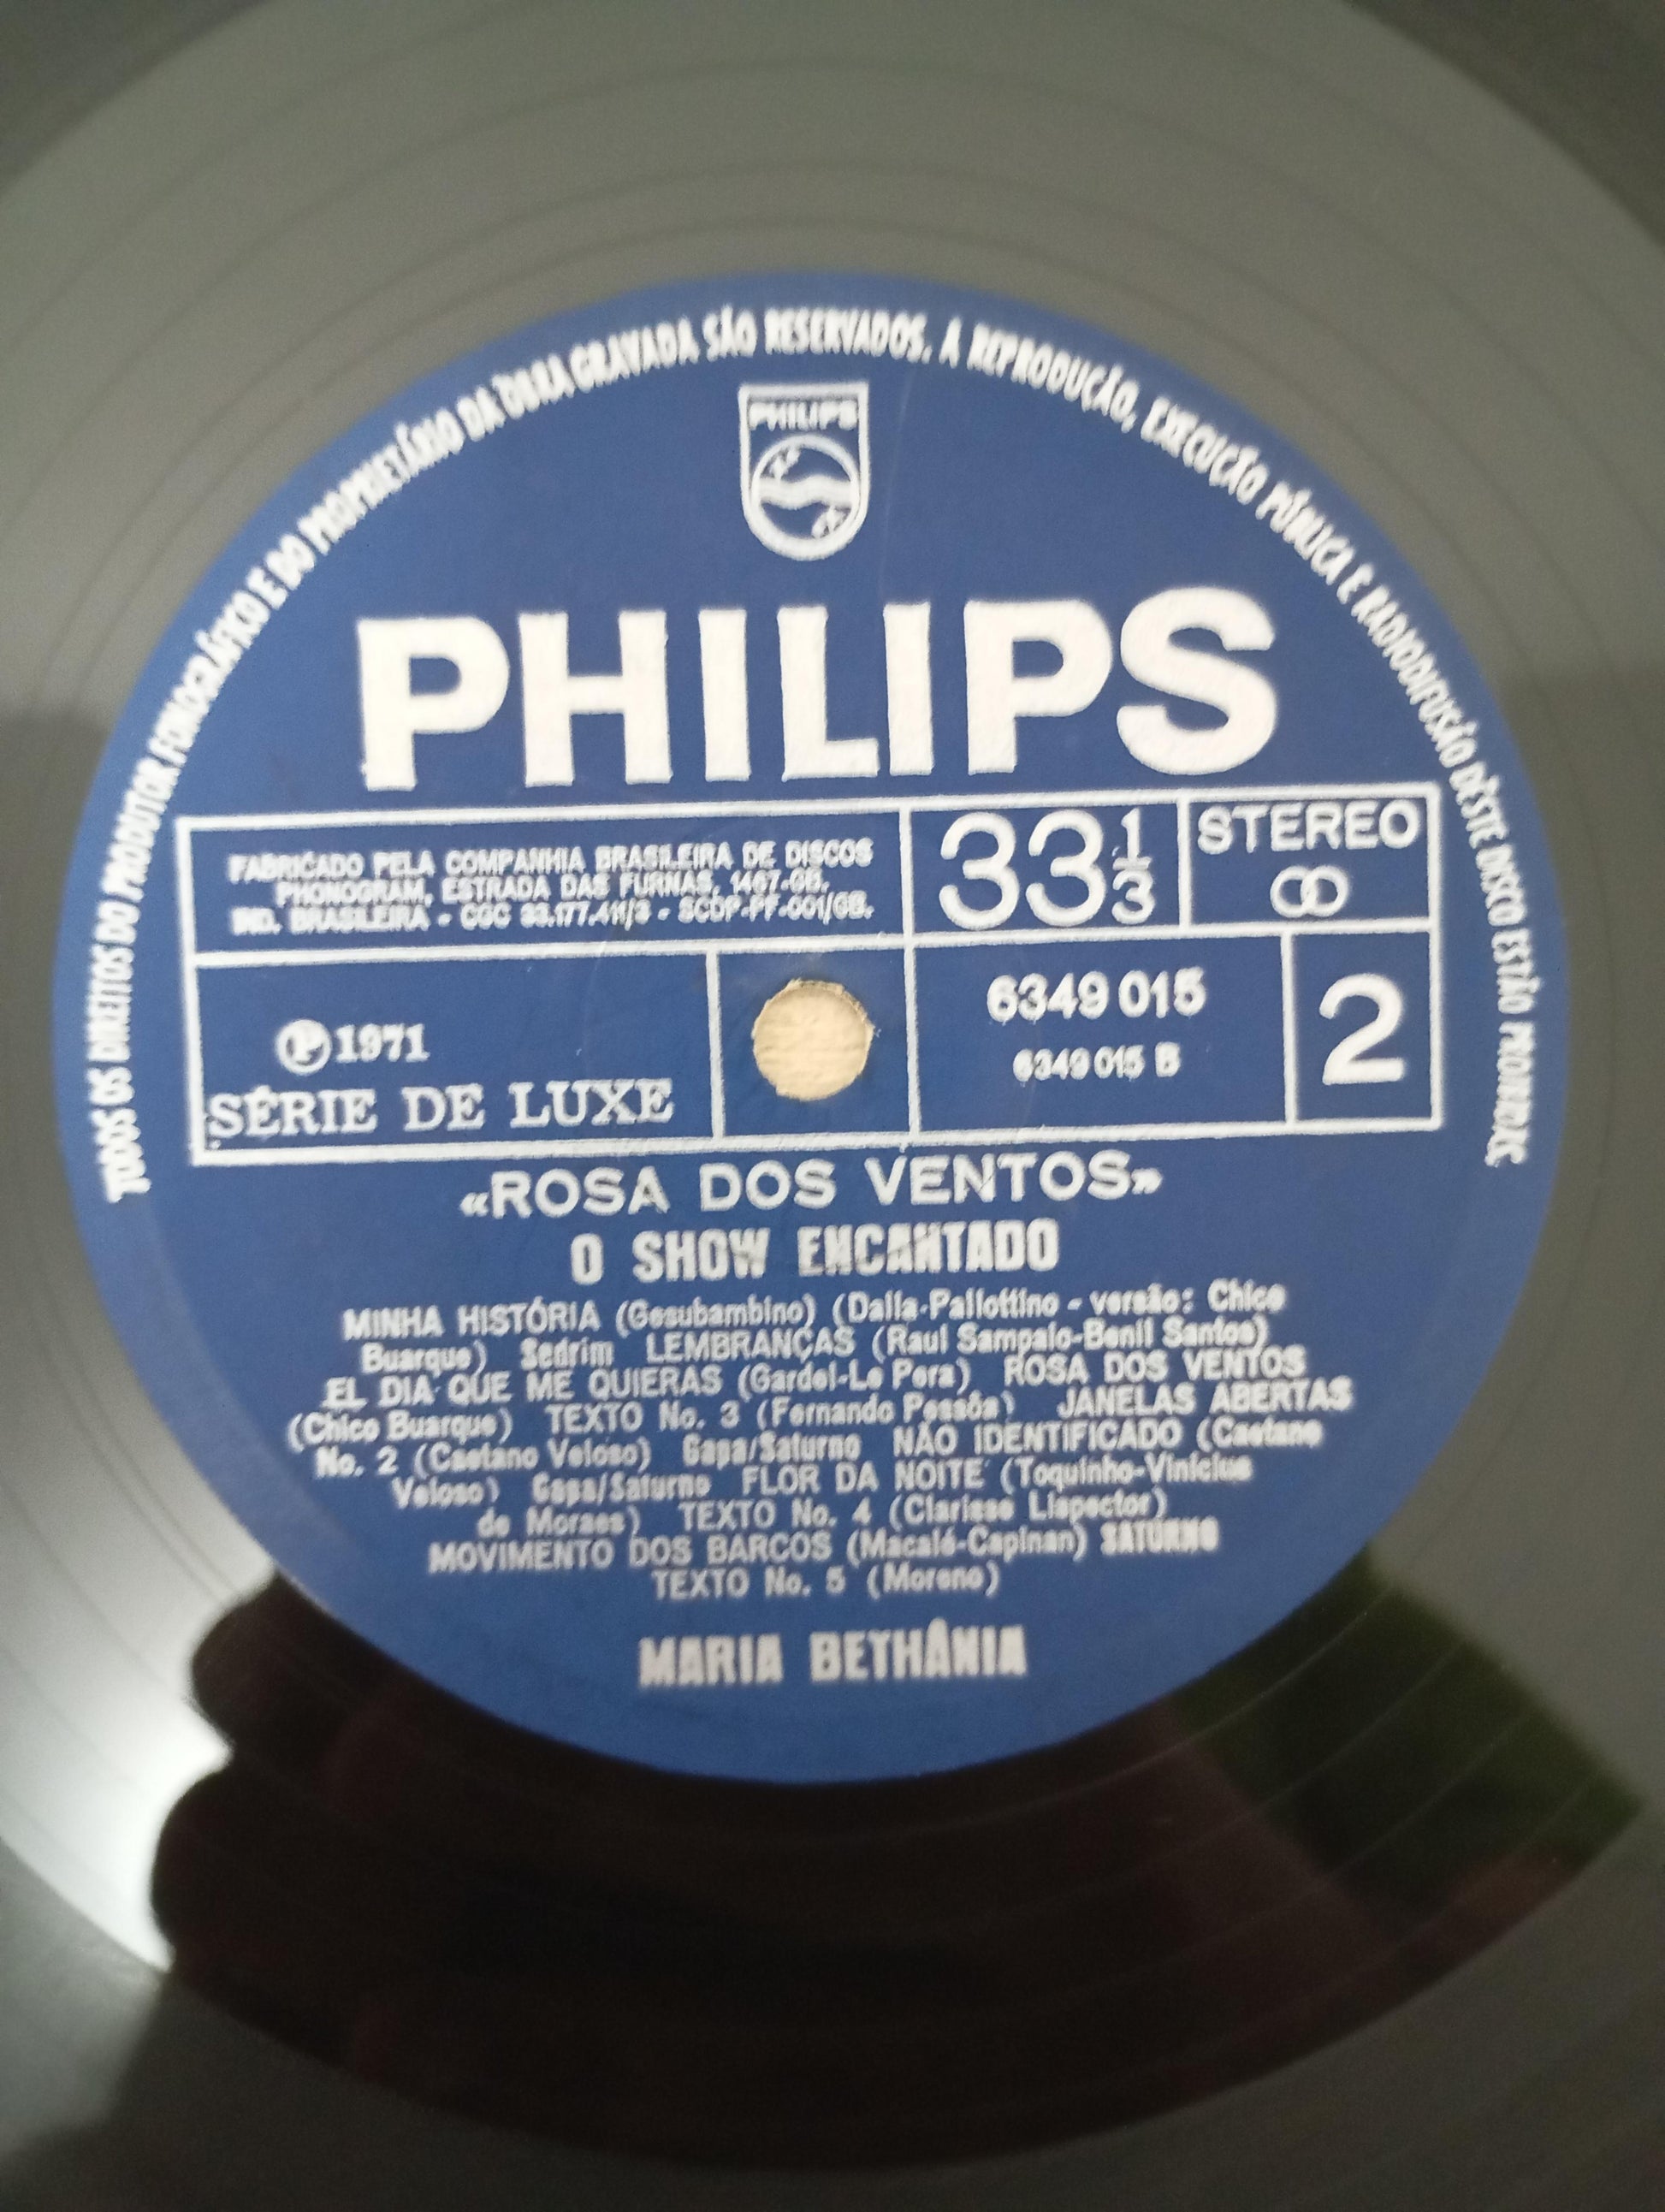 TODOS OS DIREITOS DO PRODUTOR FONOGRÁFICO E DO PROPRIETÁRIO DA OBRA GRAVADA SÃO RESERVADOS. A REPRODUÇÃO, EXECUÇÃO PÚBLICA E RADIODIFUSÃO DÊSTE DISCO ESTÃO PROIBIDAS
PHILIPS
PHILIPS
FABRICADO PELA COMPANHIA BRASILEIRA DE DISCOS
PHONOGRAM, ESTRADA DAS FURNAS, 1467-GB.
IND. BRASILEIRA - CGC 33.177.411/3 - SCDP-PF-001/GB.
33 1/3
STEREO
℗ 1971
SÉRIE DE LUXE
6349 015
6349 015 B
2
«ROSA DOS VENTOS»
O SHOW ENCANTADO
MINHA HISTÓRIA (Gesubambino) (Dalla-Pallottino - versão: Chico
Buarque) Sedrim LEMBRANÇAS (Raul Sampaio-Benil Santos)
EL DIA QUE ME QUIERAS (Gardel-Le Pera) ROSA DOS VENTOS
(Chico Buarque) TEXTO No. 3 (Fernando Pessôa) JANELAS ABERTAS
No. 2 (Caetano Veloso) Gapa/Saturno NÃO IDENTIFICADO (Caetano
Veloso) Gapa/Saturno FLOR DA NOITE (Toquinho-Vinicius
de Moraes) TEXTO No. 4 (Clarisse Lispector)
MOVIMENTO DOS BARCOS (Macalé-Capinan) SATURNO
TEXTO No. 5 (Moreno)
MARIA BETHÂNIA